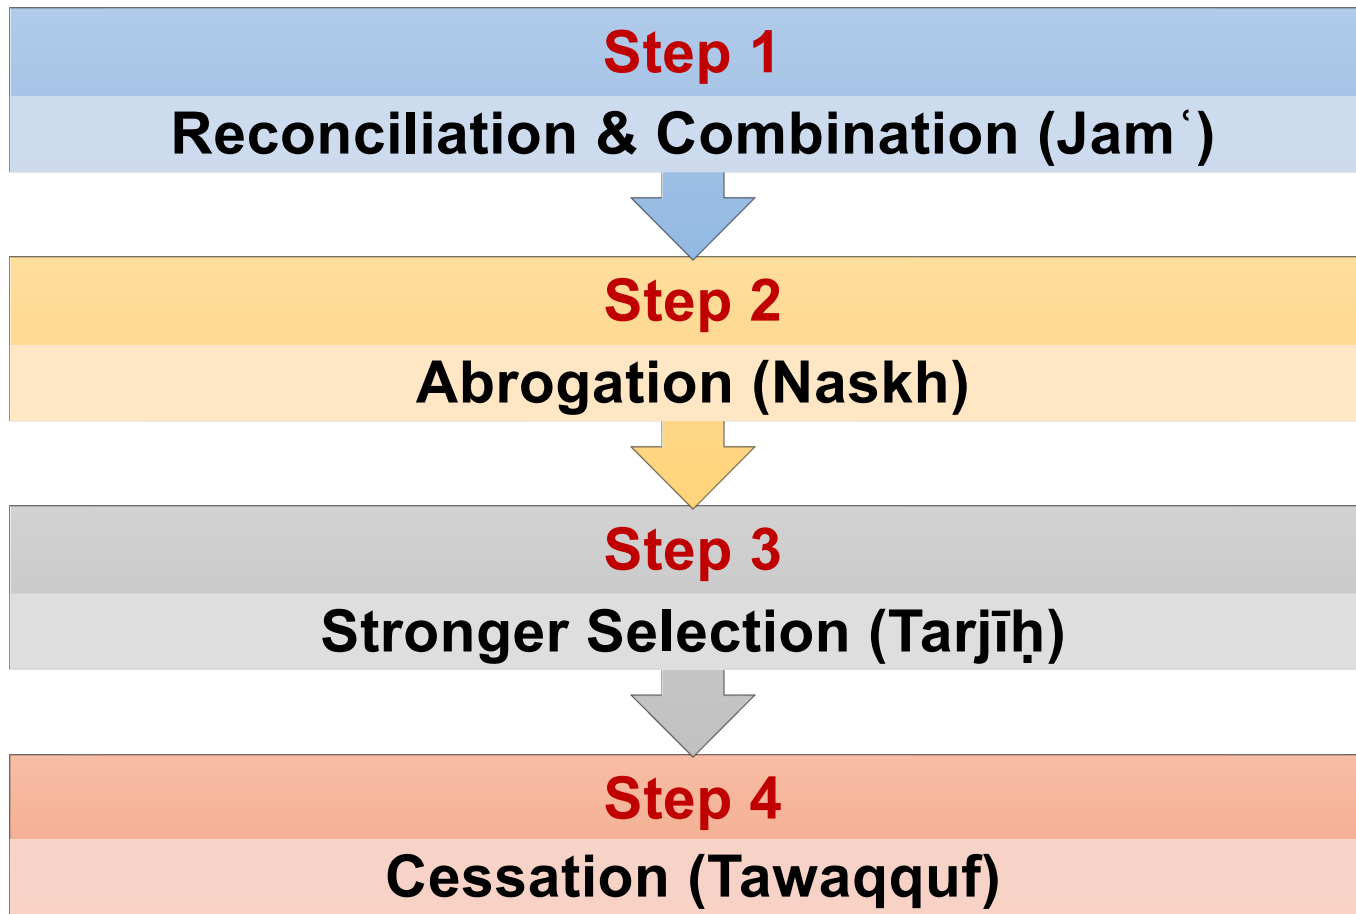 Step 1
Reconciliation & Combination (Jamʿ)
Step 2
Abrogation (Naskh)
Step 3
Stronger Selection (Tarjīḥ)
Step 4
Cessation (Tawaqquf)